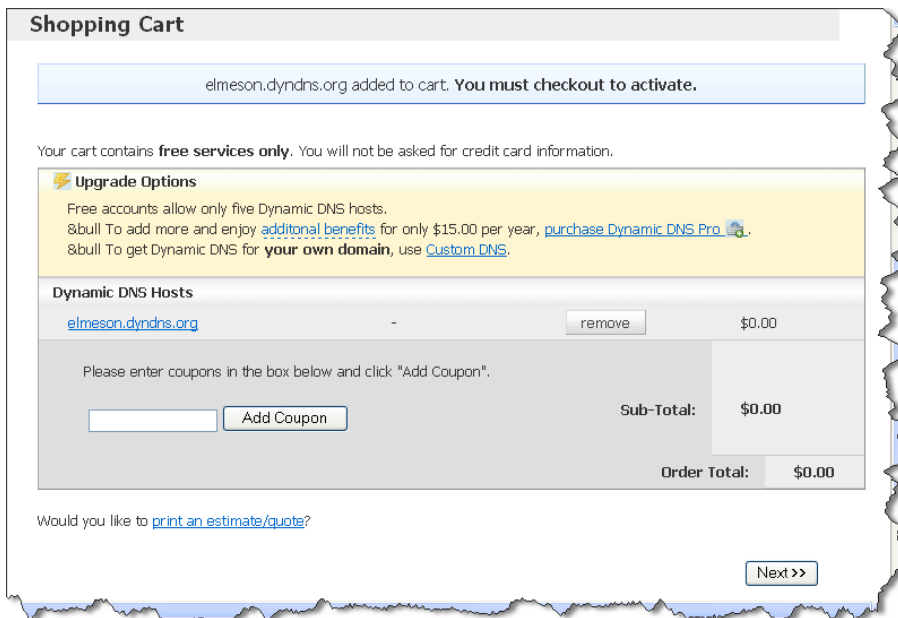 Shopping Cart
elmeson.dyndns.org added to cart. You must checkout to activate.
Your cart contains free services only. You will not be asked for credit card information.
Upgrade Options
Free accounts allow only five Dynamic DNS hosts.
&bull To add more and enjoy additonal benefits for only $15.00 per year, purchase Dynamic DNS Pro .
&bull To get Dynamic DNS for your own domain, use Custom DNS.
Dynamic DNS Hosts
elmeson.dyndns.org - remove $0.00
Please enter coupons in the box below and click "Add Coupon".
Add Coupon
Sub-Total: $0.00
Order Total: $0.00
Would you like to print an estimate/quote?
Next >>